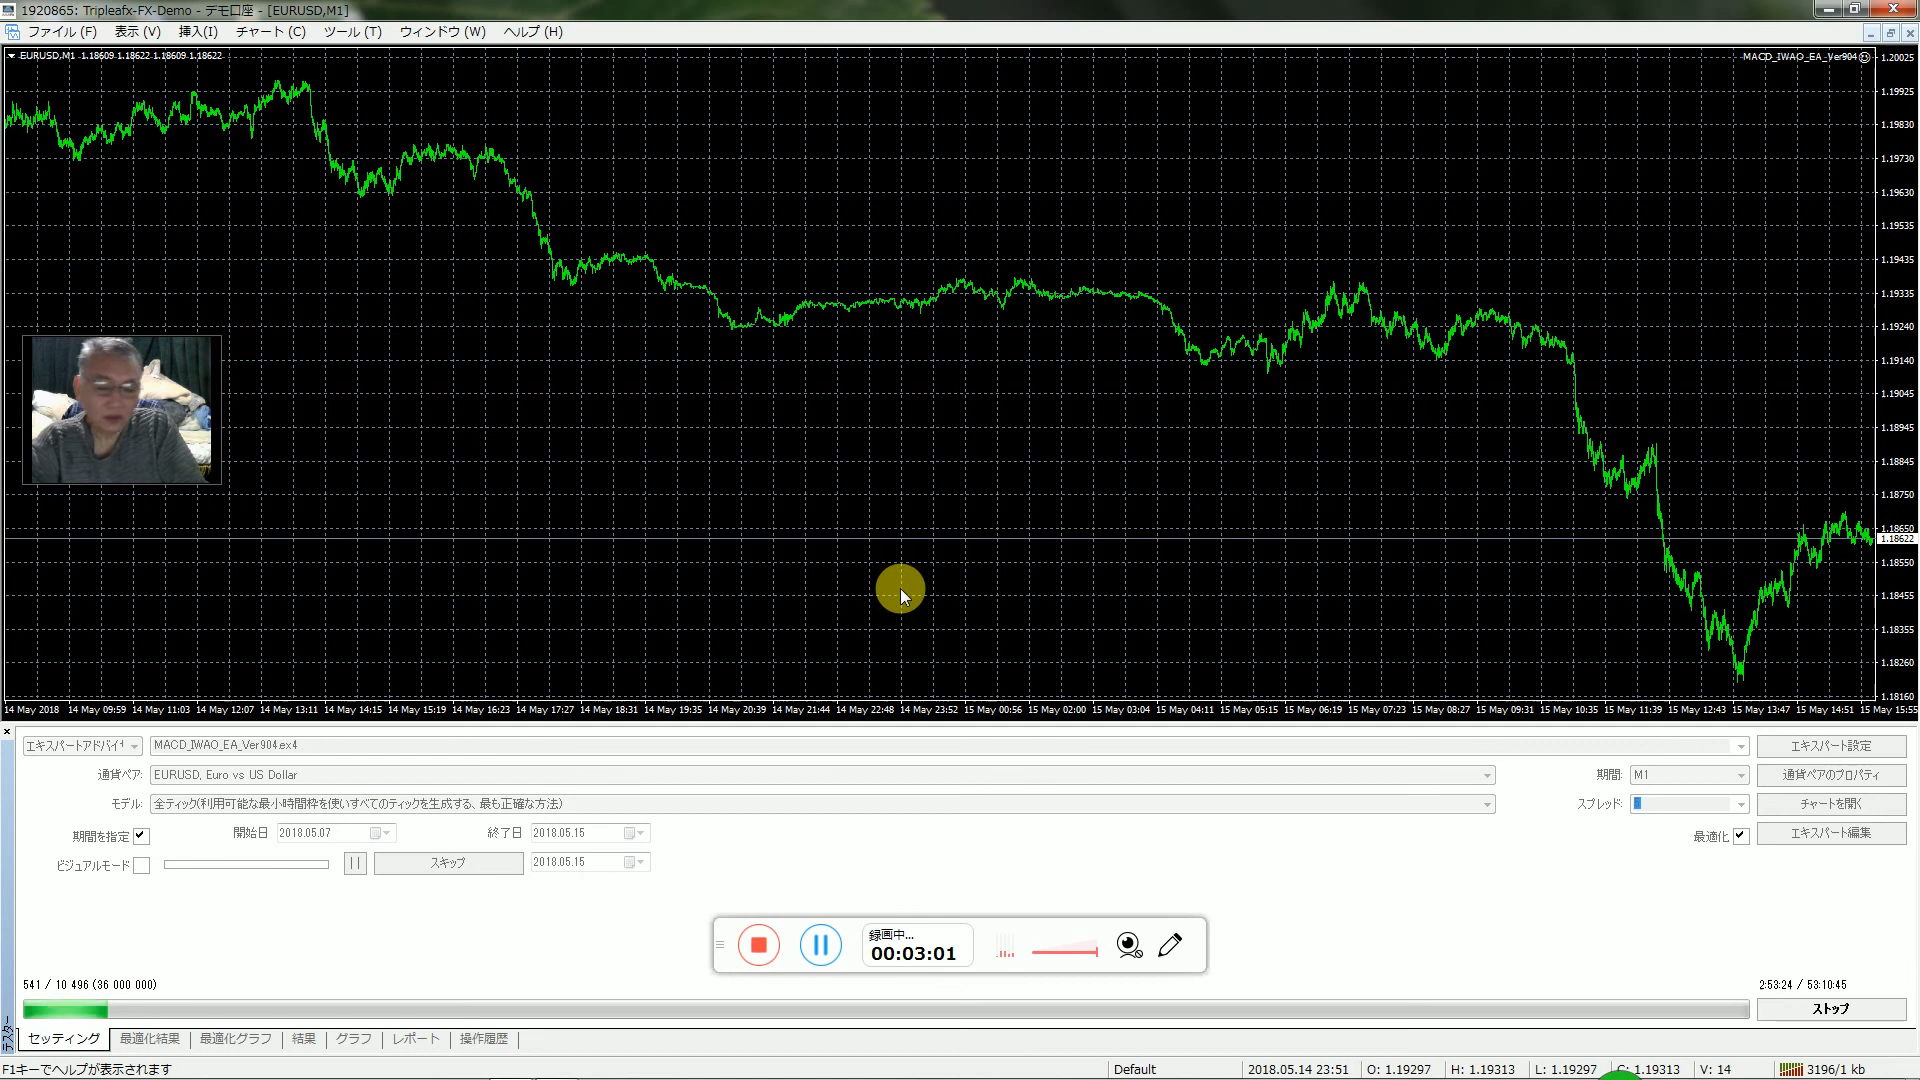 1920865: Tripleafx-FX-Demo - デモ口座 - [EURUSD,M1]
ファイル (F) 表示 (V) 挿入(I) チャート (C) ツール (T) ウィンドウ (W) ヘルプ (H)
EURUSD,M1 1.18609 1.18622 1.18609 1.18622
MACD_IWAO_EA_Ver904
1.20025
1.19925
1.19830
1.19730
1.19630
1.19535
1.19435
1.19335
1.19240
1.19140
1.19045
1.18945
1.18845
1.18750
1.18650
1.18622
1.18550
1.18455
1.18355
1.18260
1.18160
14 May 2018 14 May 09:59 14 May 11:03 14 May 12:07 14 May 13:11 14 May 14:15 14 May 15:19 14 May 16:23 14 May 17:27 14 May 18:31 14 May 19:35 14 May 20:39 14 May 21:44 14 May 22:48 14 May 23:52 15 May 00:56 15 May 02:00 15 May 03:04 15 May 04:11 15 May 05:15 15 May 06:19 15 May 07:23 15 May 08:27 15 May 09:31 15 May 10:35 15 May 11:39 15 May 12:43 15 May 13:47 15 May 14:51 15 May 15:55
MACD_IWAO_EA_Ver904.ex4 エキスパート設定
通貨ペア: EURUSD, Euro vs US Dollar 期間: M1 通貨ペアのプロパティ
モデル: 全ティック(利用可能な最小時間枠を使いすべてのティックを生成する、最も正確な方法) スプレッド: チャートを開く
期間を指定 開始日 2018.05.07 終了日 2018.05.15 最適化 エキスパート編集
ビジュアルモード スキップ 2018.05.15
録画中...
00:03:01
541 / 10 496 (36 000 000) 2:53:24 / 53:10:45
ストップ
テスター
セッティング 最適化結果 最適化グラフ 結果 グラフ レポート 操作履歴
F1キーでヘルプが表示されます Default 2018.05.14 23:51 O: 1.19297 H: 1.19313 L: 1.19297 C: 1.19313 V: 14 3196/1 kb